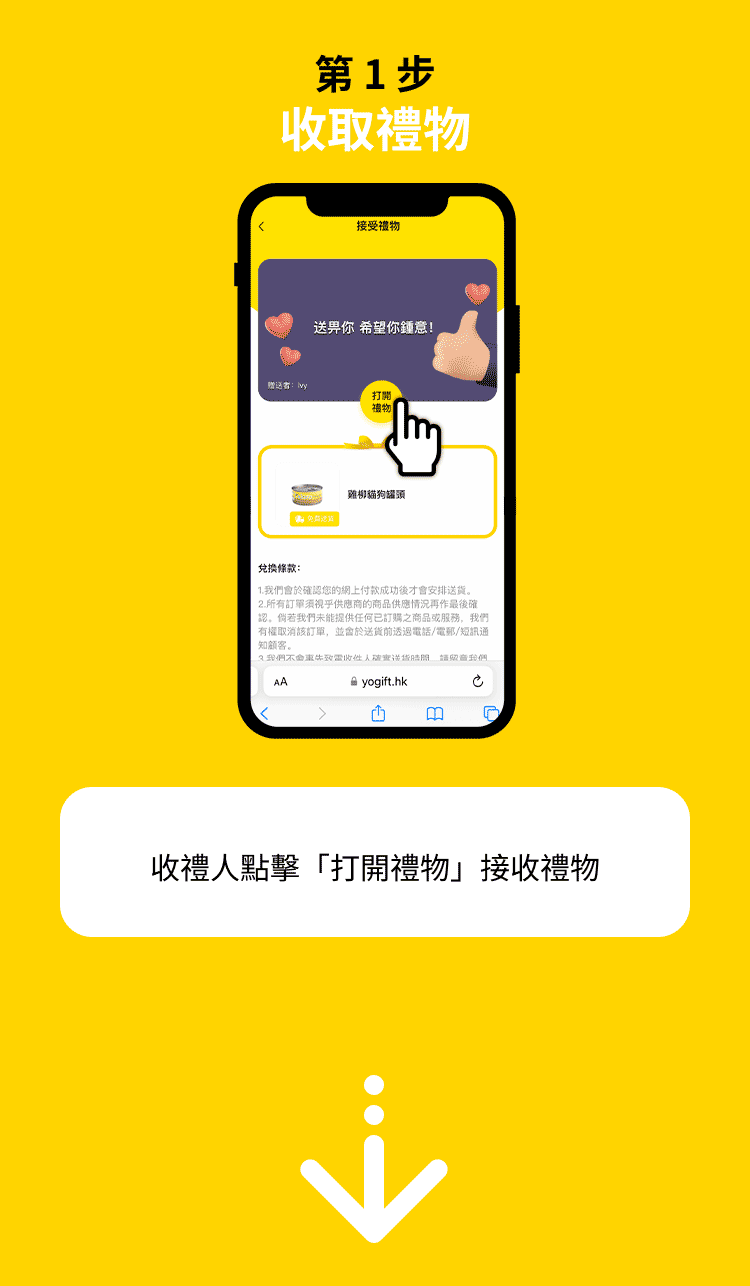 第 1 步
收取禮物
接受禮物
送畀你 希望你鍾意!
贈送者：ivy
打開
禮物
雞柳貓狗罐頭
免費送貨
兌換條款：
1.我們會於確認您的網上付款成功後才會安排送貨。
2.所有訂單須視乎供應商的商品供應情況再作最後確
認。倘若我們未能提供任何已訂購之商品或服務，我們
有權取消該訂單，並會於送貨前透過電話/電郵/短訊通
知顧客。
3.我們不會事先致電收件人確實送貨時間，請留意我們
AA
yogift.hk
收禮人點擊「打開禮物」接收禮物